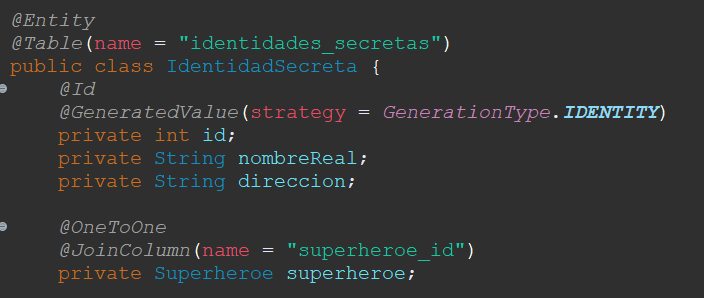 @Entity
@Table(name = "identidades_secretas")
public class IdentidadSecreta {
@Id
@GeneratedValue(strategy = GenerationType.IDENTITY)
private int id;
private String nombreReal;
private String direccion;
@OneToOne
@JoinColumn(name = "superheroe_id")
private Superheroe superheroe;